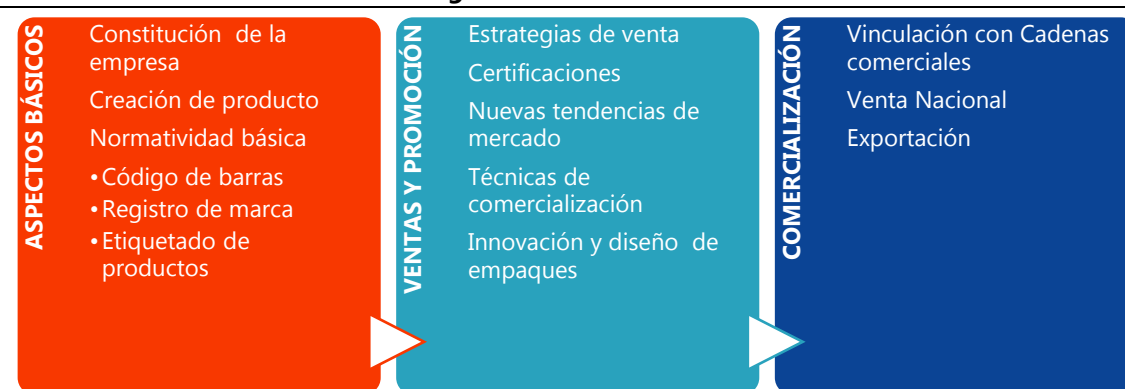 ASPECTOS BÁSICOS
Constitución de la
empresa
Creación de producto
Normatividad básica
•Código de barras
•Registro de marca
•Etiquetado de
productos
VENTAS Y PROMOCIÓN
Estrategias de venta
Certificaciones
Nuevas tendencias de
mercado
Técnicas de
comercialización
Innovación y diseño de
empaques
COMERCIALIZACIÓN
Vinculación con Cadenas
comerciales
Venta Nacional
Exportación